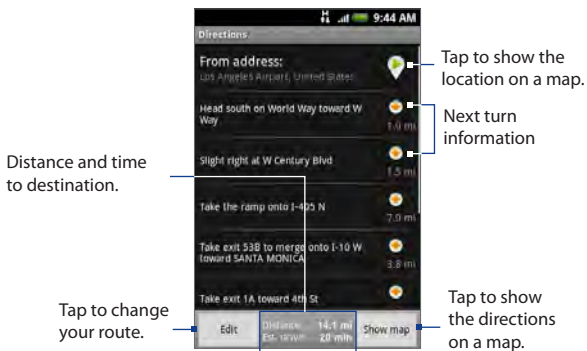 H
9:44 AM
Directions
From address:
Los Angeles Airport, United States
Tap to show the
location on a map.
Head south on World Way toward W
Way
1.0 mi
Next turn
information
Slight right at W Century Blvd
1.5 mi
Distance and time
to destination.
Take the ramp onto I-405 N
7.0 mi
Take exit 53B to merge onto I-10 W
toward SANTA MONICA
3.8 mi
Take exit 1A toward 4th St
Tap to change
your route.
Edit
Distance: 14.1 mi
20 min
Show map
Tap to show
the directions
on a map.